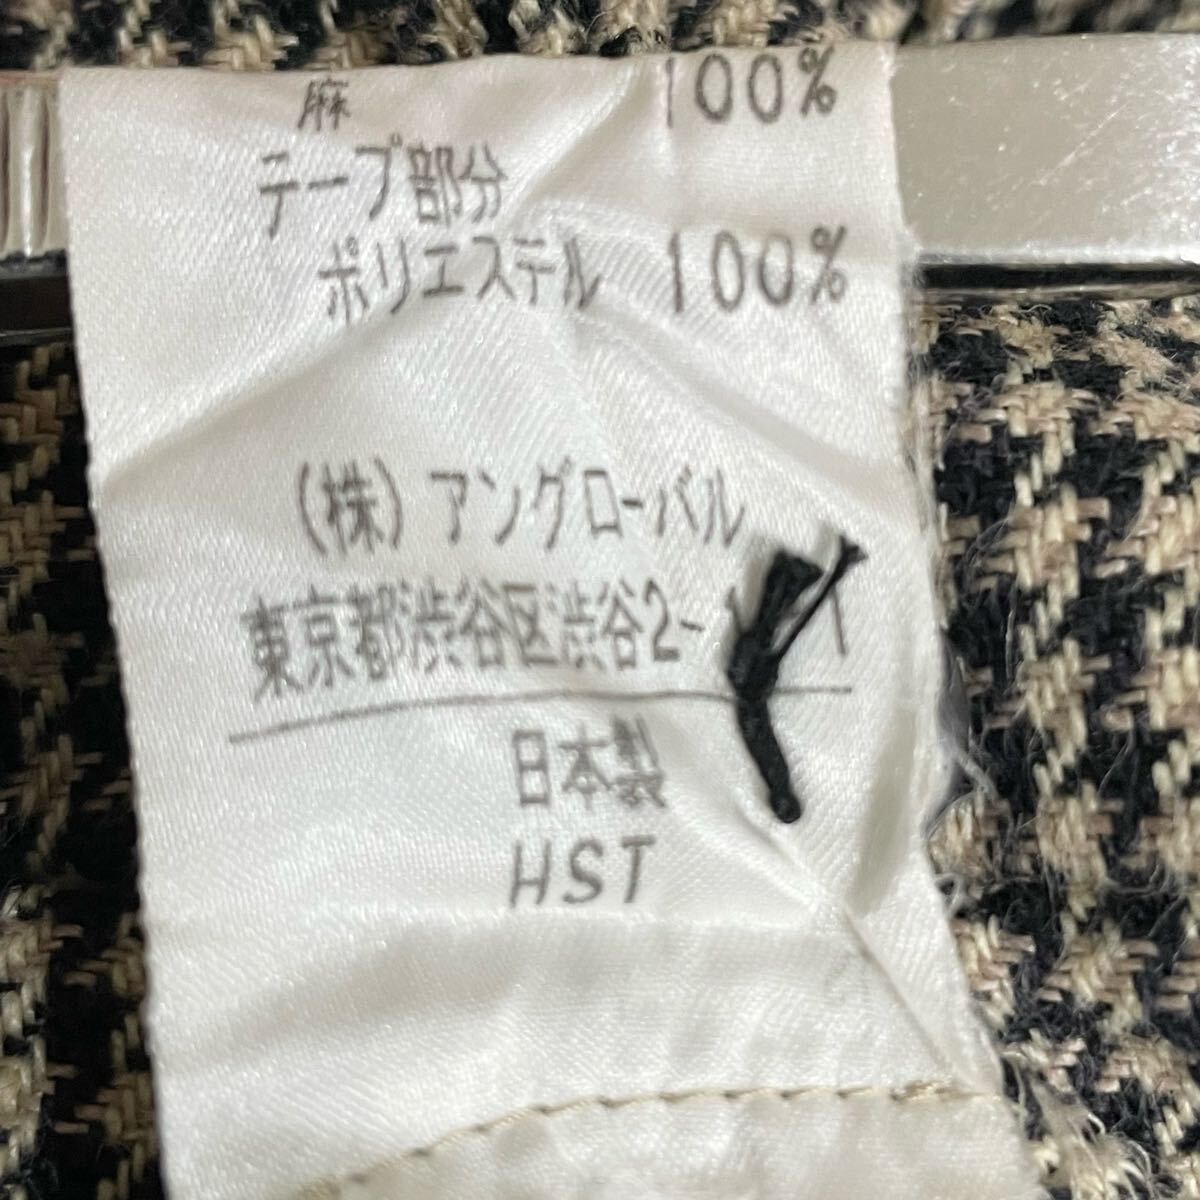 麻 100%
テープ部分
ポリエステル 100%
(株) アングローバル
東京都渋谷区渋谷2-
日本製
HST